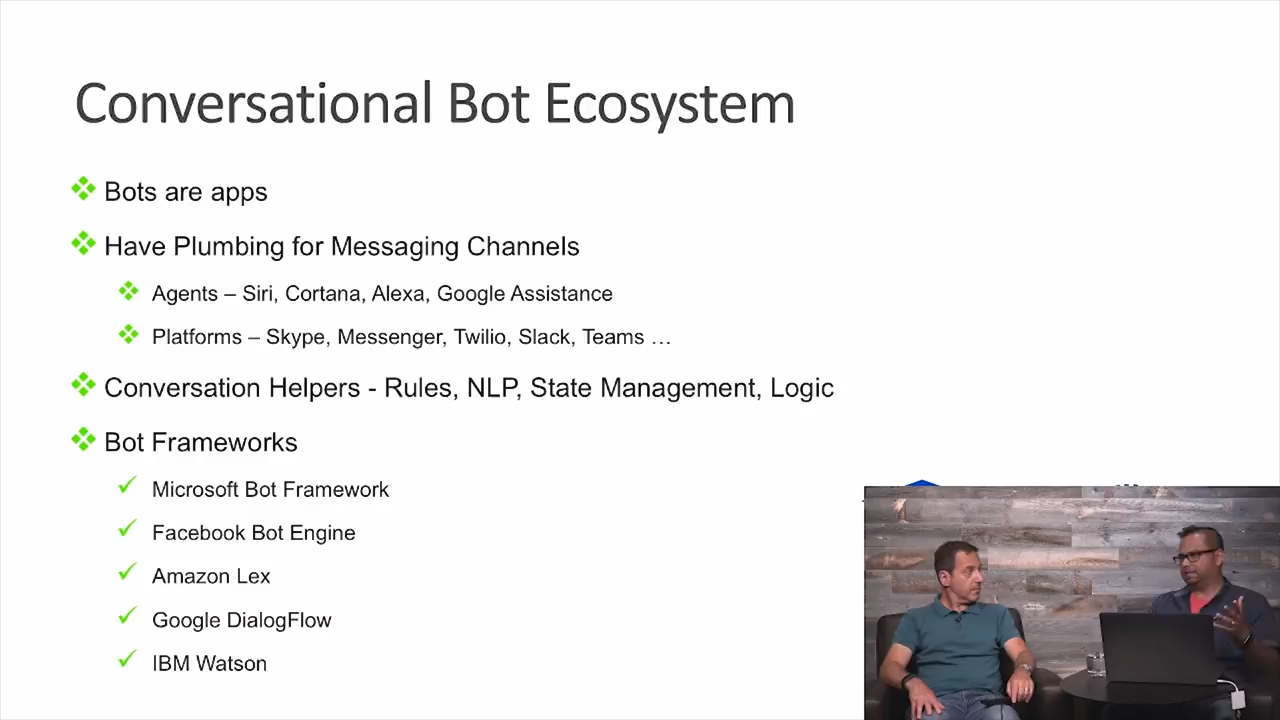 Conversational Bot Ecosystem
Bots are apps
Have Plumbing for Messaging Channels
Agents – Siri, Cortana, Alexa, Google Assistance
Platforms – Skype, Messenger, Twilio, Slack, Teams …
Conversation Helpers - Rules, NLP, State Management, Logic
Bot Frameworks
Microsoft Bot Framework
Facebook Bot Engine
Amazon Lex
Google DialogFlow
IBM Watson